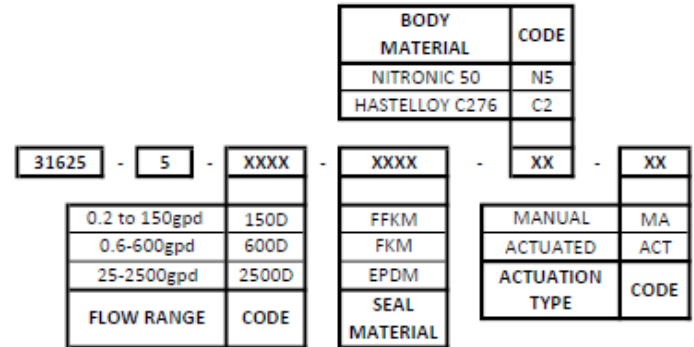 BODY MATERIAL CODE
NITRONIC 50 N5
HASTELLOY C276 C2
31625 - 5 - XXXX - XXXX - XX - XX
0.2 to 150gpd 150D FFKM MANUAL MA
0.6-600gpd 600D FKM ACTUATED ACT
25-2500gpd 2500D EPDM ACTUATION TYPE CODE
FLOW RANGE CODE SEAL MATERIAL